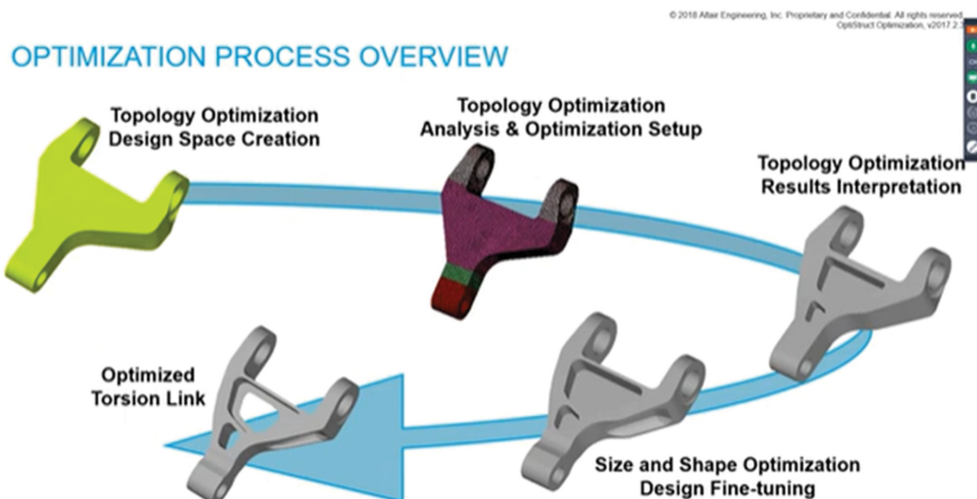 © 2018 Altair Engineering, Inc. Proprietary and Confidential. All rights reserved.
OptiStruct Optimization, v2017.2.3
OPTIMIZATION PROCESS OVERVIEW
Topology Optimization
Design Space Creation
Topology Optimization
Analysis & Optimization Setup
Topology Optimization
Results Interpretation
Optimized
Torsion Link
Size and Shape Optimization
Design Fine-tuning